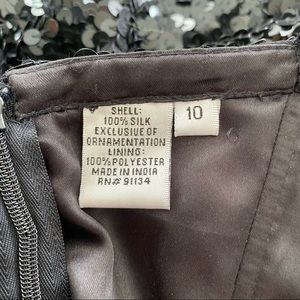 SHELL:
100% SILK
EXCLUSIVE OF
ORNAMENTATION
LINING:
100% POLYESTER
MADE IN INDIA
RN# 91134
10